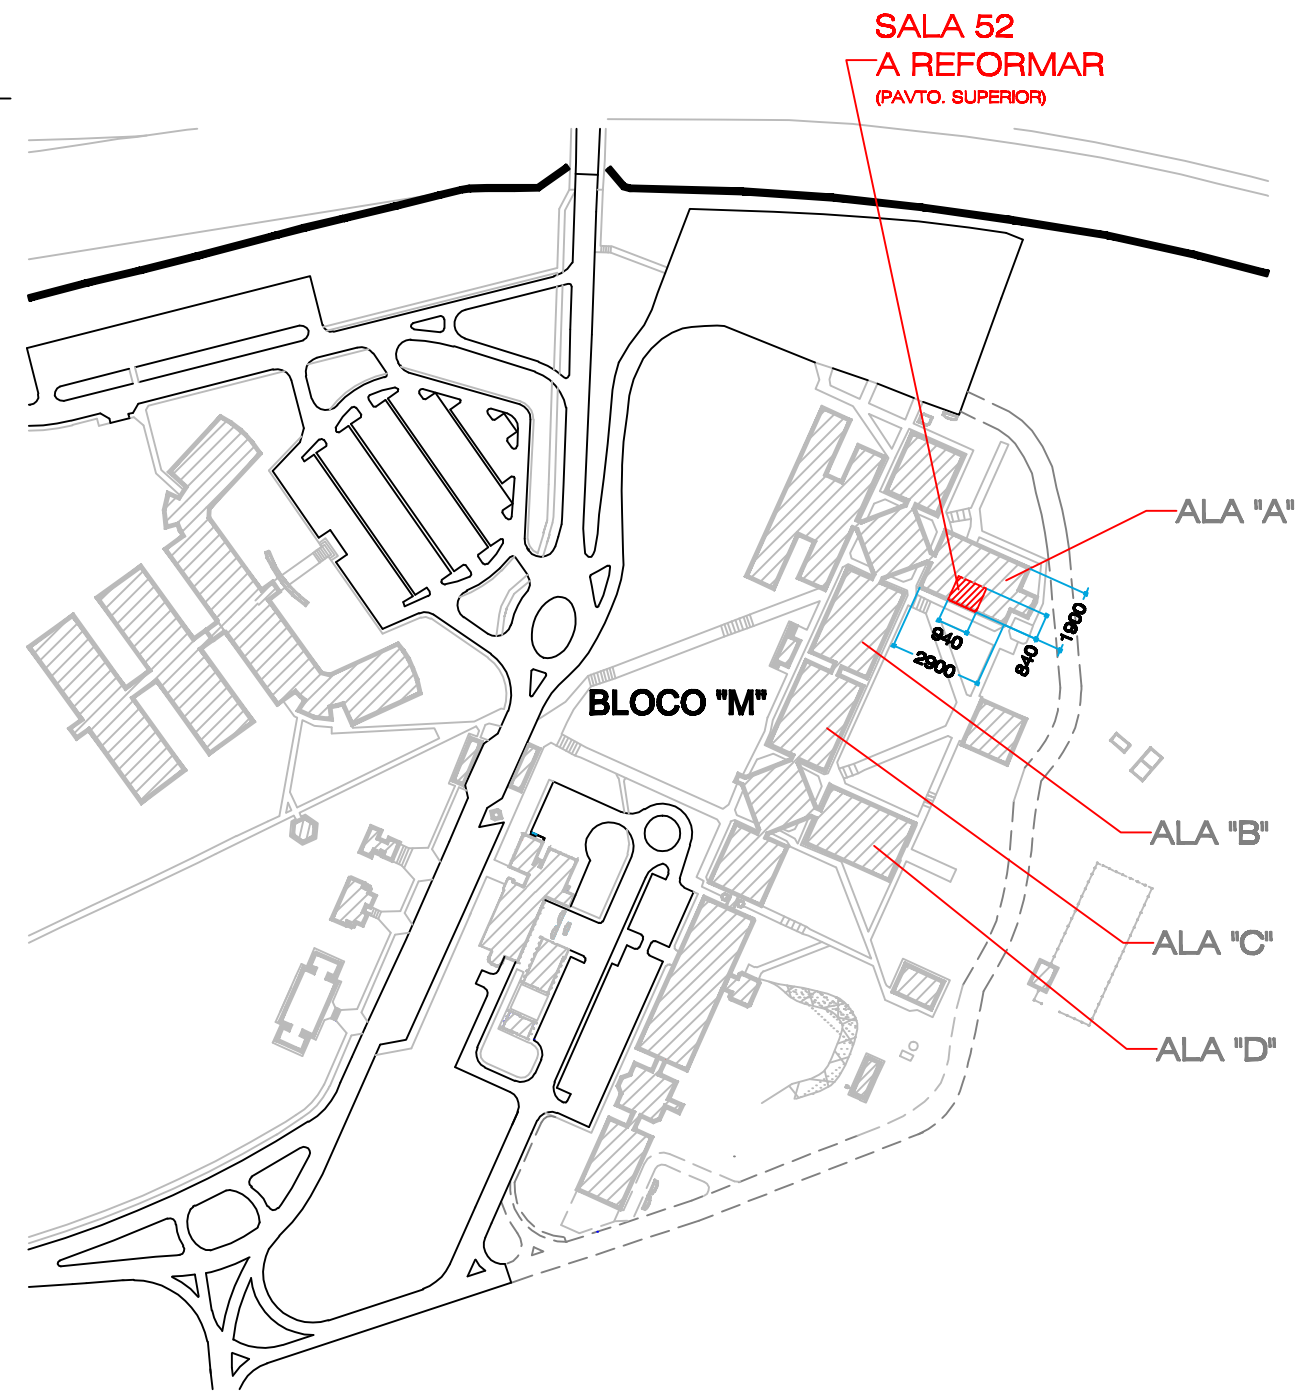 SALA 52
A REFORMAR
(PAVTO. SUPERIOR)
ALA "A"
1900
940
840
2900
BLOCO "M"
ALA "B"
ALA "C"
ALA "D"